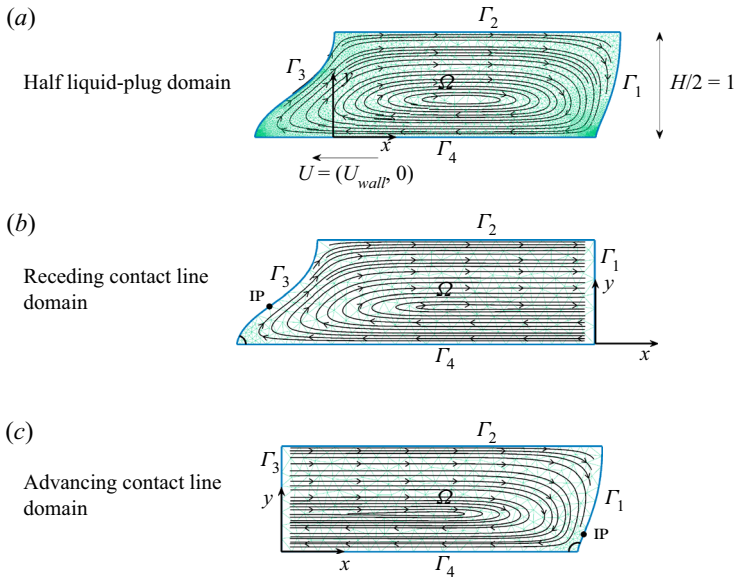 (a)
Γ2
Half liquid-plug domain
Γ3
y
Ω
Γ1
H/2 = 1
x
Γ4
U = (Uwall, 0)
(b)
Γ2
Receding contact line
domain
Γ3
Γ1
IP
Ω
y
Γ4
x
(c)
Γ2
Advancing contact line
domain
Γ3
Ω
Γ1
y
IP
x
Γ4